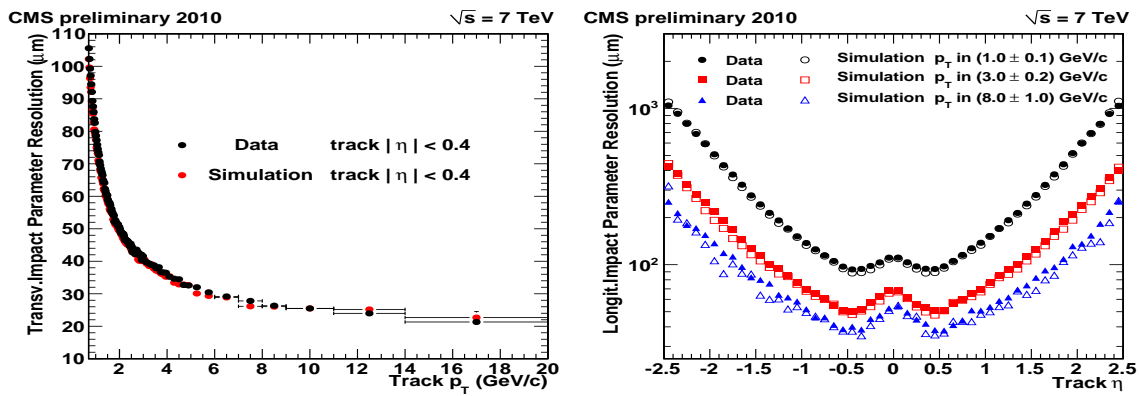 CMS preliminary 2010 √s = 7 TeV
Transv.Impact Parameter Resolution (μm)
110
100
90
80
70
60
50
40
30
20
10
Data track | η | < 0.4
Simulation track | η | < 0.4
2 4 6 8 10 12 14 16 18 20
Track p_T (GeV/c)
CMS preliminary 2010 √s = 7 TeV
Longit.Impact Parameter Resolution (μm)
10³
10²
Data Simulation p_T in (1.0 ± 0.1) GeV/c
Data Simulation p_T in (3.0 ± 0.2) GeV/c
Data Simulation p_T in (8.0 ± 1.0) GeV/c
-2.5 -2 -1.5 -1 -0.5 0 0.5 1 1.5 2 2.5
Track η